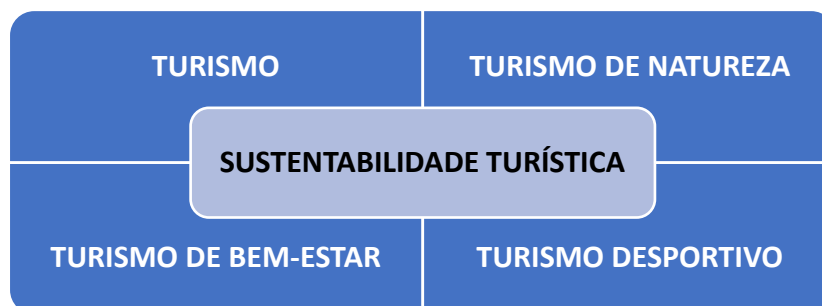 TURISMO
TURISMO DE NATUREZA
SUSTENTABILIDADE TURÍSTICA
TURISMO DE BEM-ESTAR
TURISMO DESPORTIVO